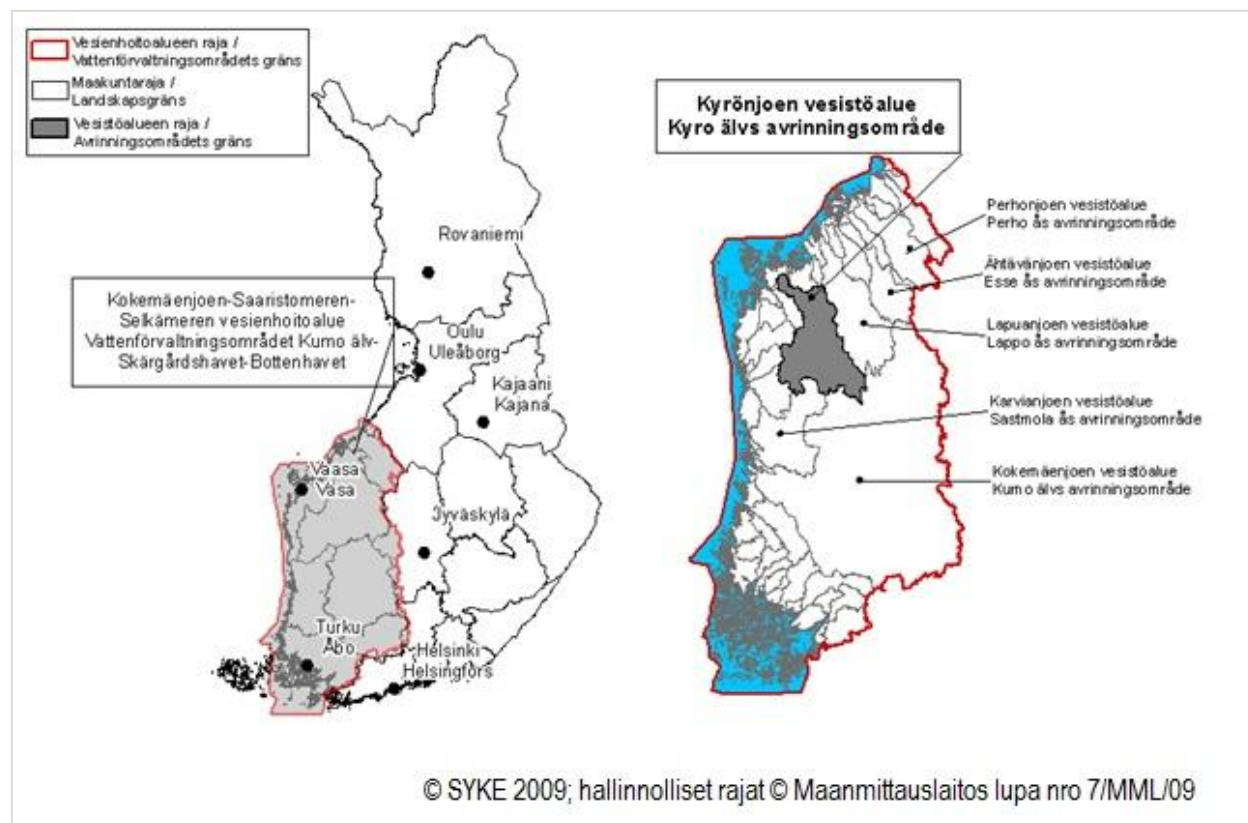 Vesienhoitoalueen raja /
Vattenförvaltningsområdets gräns
Maakuntaraja /
Landskapsgräns
Vesistöalueen raja /
Avrinningsområdets gräns
Kyrönjoen vesistöalue
Kyro älvs avrinningsområde
Rovaniemi
Perhonjoen vesistöalue
Perho ås avrinningsområde
Ähtävänjoen vesistöalue
Esse ås avrinningsområde
Kokemäenjoen-Saaristomeren-
Selkämeren vesienhoitoalue
Vattenförvaltningsområdet Kumo älv-
Skärgårdshavet-Bottenhavet
Oulu
Uleåborg
Lapuanjoen vesistöalue
Lappo ås avrinningsområde
Kajaani
Kajana
Karvianjoen vesistöalue
Sastmola ås avrinningsområde
Vaasa
Vasa
Kokemäenjoen vesistöalue
Kumo älvs avrinningsområde
Jyväskylä
Turku
Åbo
Helsinki
Helsingfors
© SYKE 2009; hallinnolliset rajat © Maanmittauslaitos lupa nro 7/MML/09